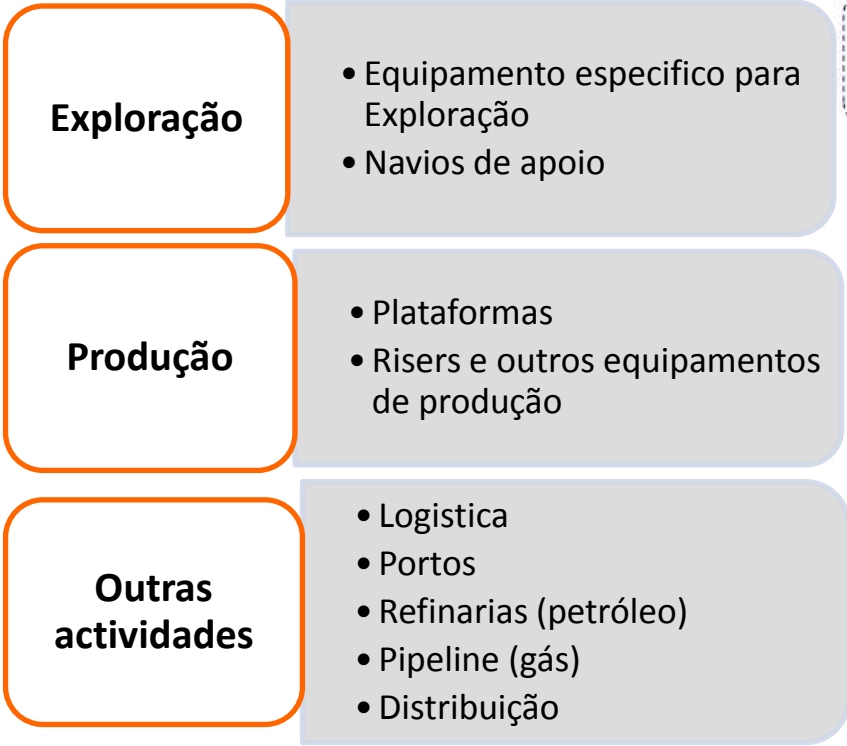 Exploração
• Equipamento especifico para
Exploração
• Navios de apoio
Produção
• Plataformas
• Risers e outros equipamentos
de produção
Outras
actividades
• Logistica
• Portos
• Refinarias (petróleo)
• Pipeline (gás)
• Distribuição